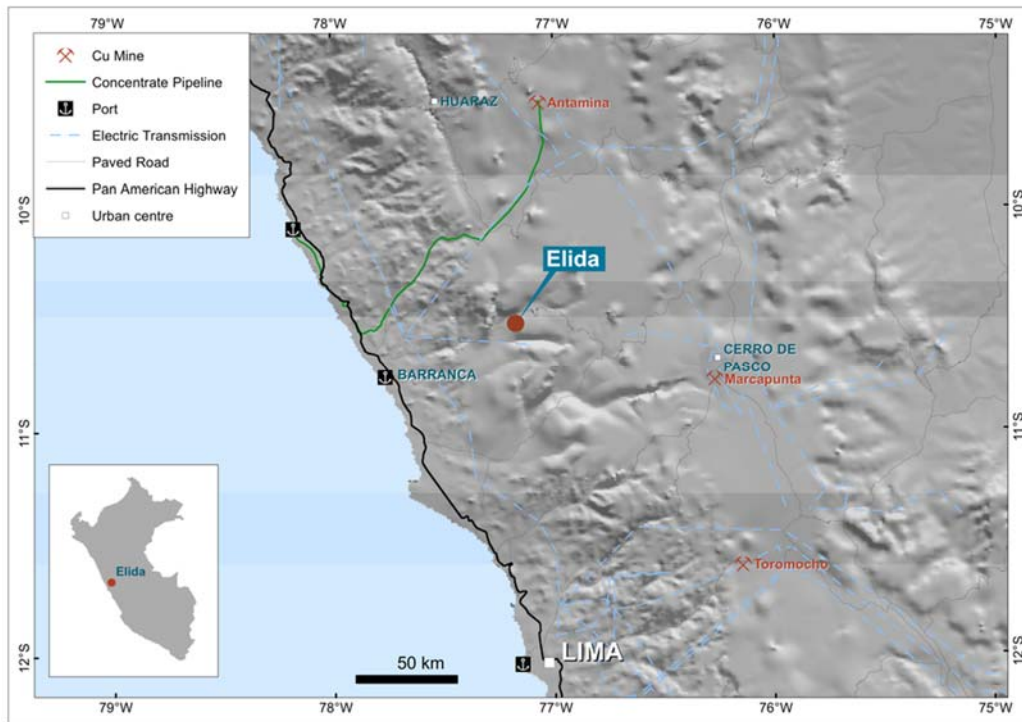 79°W
78°W
77°W
76°W
75°W
Cu Mine
Concentrate Pipeline
Port
Electric Transmission
Paved Road
Pan American Highway
Urban centre
HUARAZ
Antamina
10°S
10°S
Elida
CERRO DE
PASCO
Marcapunta
BARRANCA
11°S
11°S
Elida
Toromocho
LIMA
50 km
12°S
12°S
79°W
78°W
77°W
76°W
75°W